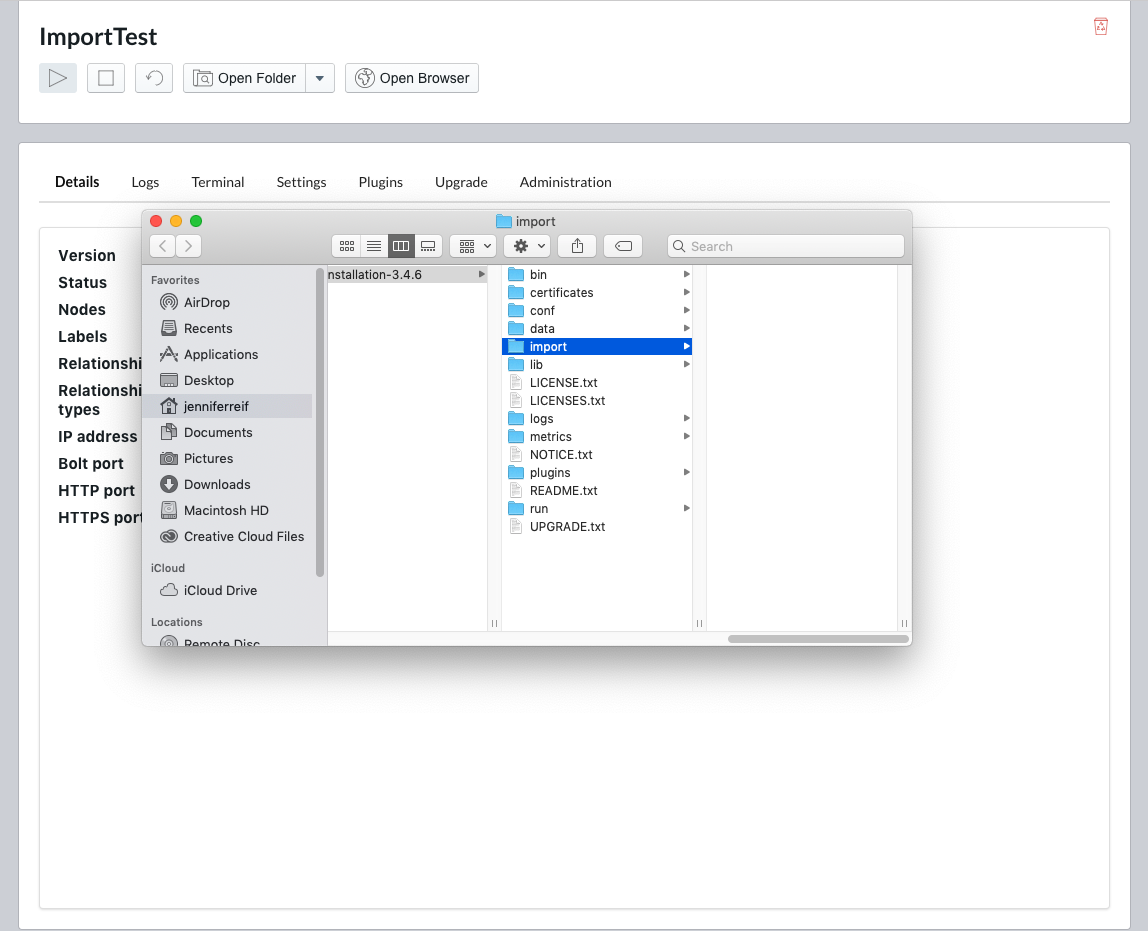 ImportTest
Open Folder
Open Browser
Details Logs Terminal Settings Plugins Upgrade Administration
Version
Status
Nodes
Labels
Relationshi
Relationshi
types
IP address
Bolt port
HTTP port
HTTPS port
import
Search
Favorites
AirDrop
Recents
Applications
Desktop
jenniferreif
Documents
Pictures
Downloads
Macintosh HD
Creative Cloud Files
iCloud
iCloud Drive
Locations
Remote Disc
nstallation-3.4.6
bin
certificates
conf
data
import
lib
LICENSE.txt
LICENSES.txt
logs
metrics
NOTICE.txt
plugins
README.txt
run
UPGRADE.txt